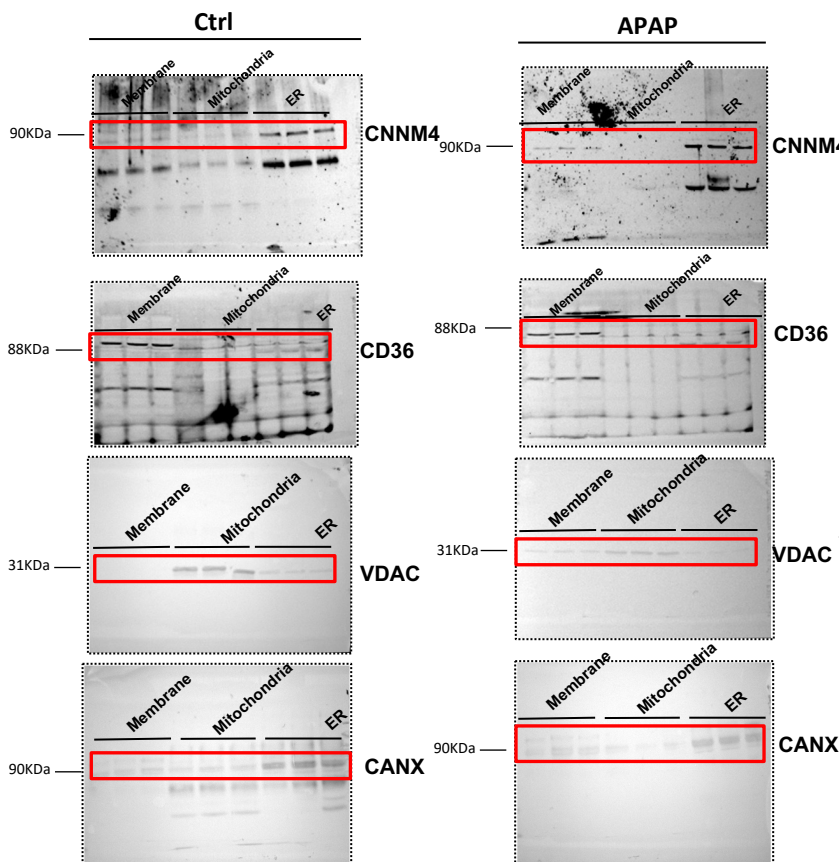 Ctrl
APAP
Membrane
Mitochondria
ER
90KDa
CNNM4
Membrane
Mitochondria
ER
90KDa
CNNM4
Membrane
Mitochondria
ER
88KDa
CD36
Membrane
Mitochondria
ER
88KDa
CD36
Membrane
Mitochondria
ER
31KDa
VDAC
Membrane
Mitochondria
ER
31KDa
VDAC
Membrane
Mitochondria
ER
90KDa
CANX
Membrane
Mitochondria
ER
90KDa
CANX